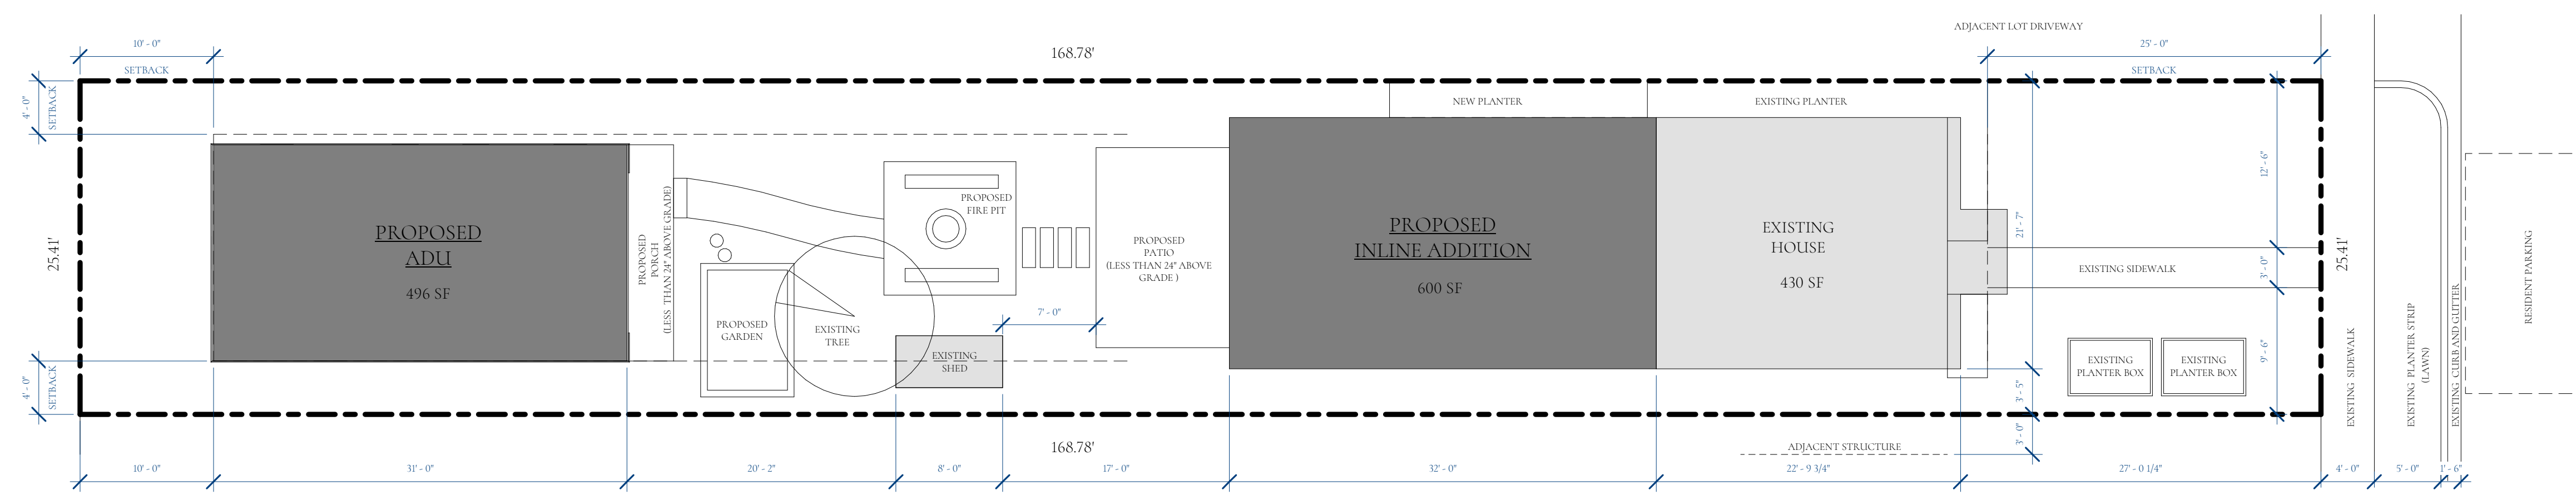 ADJACENT LOT DRIVEWAY
10' - 0"
25' - 0"
168.78'
SETBACK
SETBACK
4' - 0"
SETBACK
NEW PLANTER
EXISTING PLANTER
12' - 6"
PROPOSED
FIRE PIT
PROPOSED
ADU
496 SF
PROPOSED
PORCH
(LESS THAN 24" ABOVE GRADE)
PROPOSED
PATIO
(LESS THAN 24" ABOVE
GRADE )
PROPOSED
INLINE ADDITION
600 SF
EXISTING
HOUSE
430 SF
21' - 7"
25.41'
25.41'
EXISTING SIDEWALK
3' - 0"
RESIDENT PARKING
7' - 0"
PROPOSED
GARDEN
EXISTING
TREE
EXISTING
SHED
EXISTING
PLANTER BOX
EXISTING
PLANTER BOX
9' - 6"
EXISTING SIDEWALK
EXISTING PLANTER STRIP
(LAWN)
EXISTING CURB AND GUTTER
4' - 0"
SETBACK
3' - 5"
3' - 0"
168.78'
ADJACENT STRUCTURE
10' - 0"
31' - 0"
20' - 2"
8' - 0"
17' - 0"
32' - 0"
22' - 9 3/4"
27' - 0 1/4"
4' - 0"
5' - 0"
1' - 6"